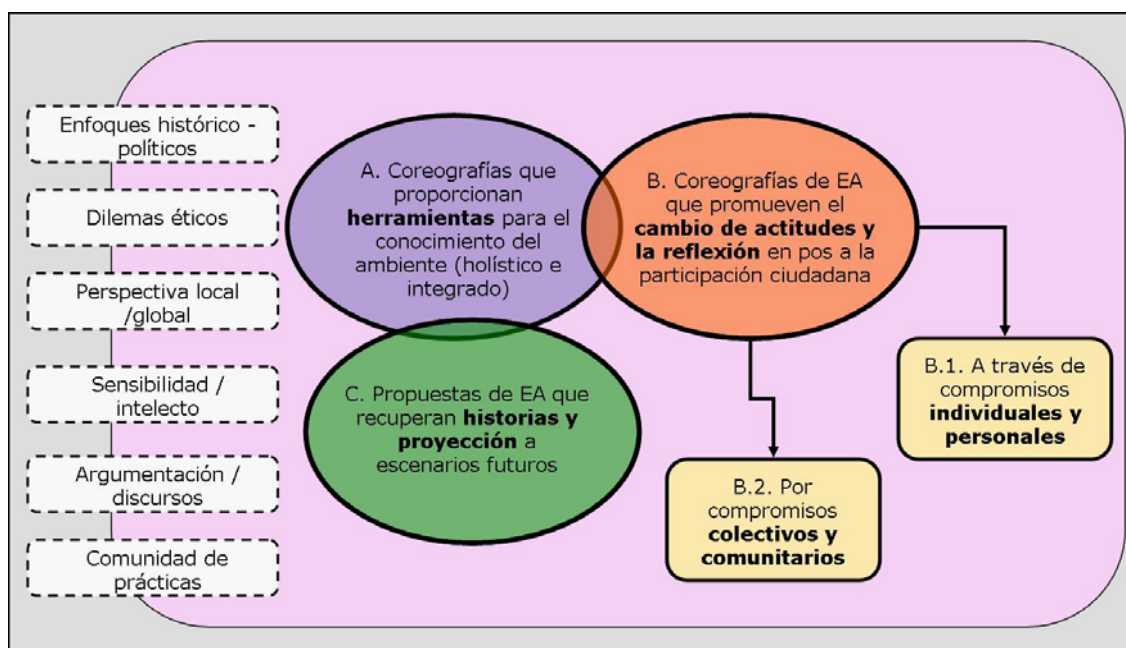 Enfoques histórico -
políticos
Dilemas éticos
Perspectiva local
/global
Sensibilidad /
intelecto
Argumentación /
discursos
Comunidad de
prácticas
A. Coreografías que
proporcionan
herramientas para el
conocimiento del
ambiente (holístico e
integrado)
B. Coreografías de EA
que promueven el
cambio de actitudes y
la reflexión en pos a la
participación ciudadana
C. Propuestas de EA que
recuperan historias y
proyección a
escenarios futuros
B.1. A través de
compromisos
individuales y
personales
B.2. Por
compromisos
colectivos y
comunitarios